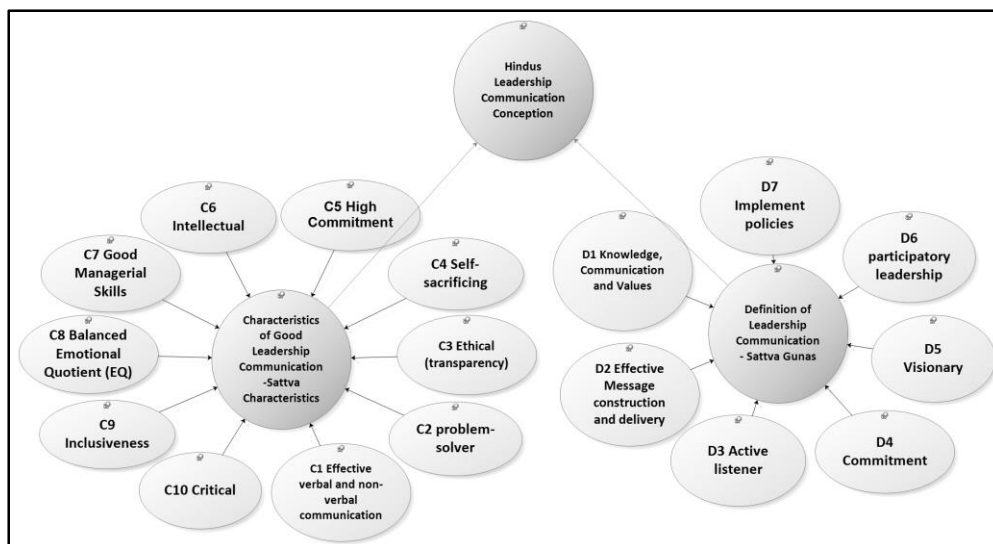 Hindus
Leadership
Communication
Conception
C6
Intellectual
C5 High
Commitment
C7 Good
Managerial
Skills
C4 Self-
sacrificing
C8 Balanced
Emotional
Quotient (EQ)
Characteristics
of Good
Leadership
Communication
-Sattva
Characteristics
C3 Ethical
(transparency)
C9
Inclusiveness
C2 problem-
solver
C10 Critical
C1 Effective
verbal and non-
verbal
communication
D7
Implement
policies
D1 Knowledge,
Communication
and Values
D6
participatory
leadership
Definition of
Leadership
Communication
- Sattva Gunas
D2 Effective
Message
construction
and delivery
D5
Visionary
D3 Active
listener
D4
Commitment